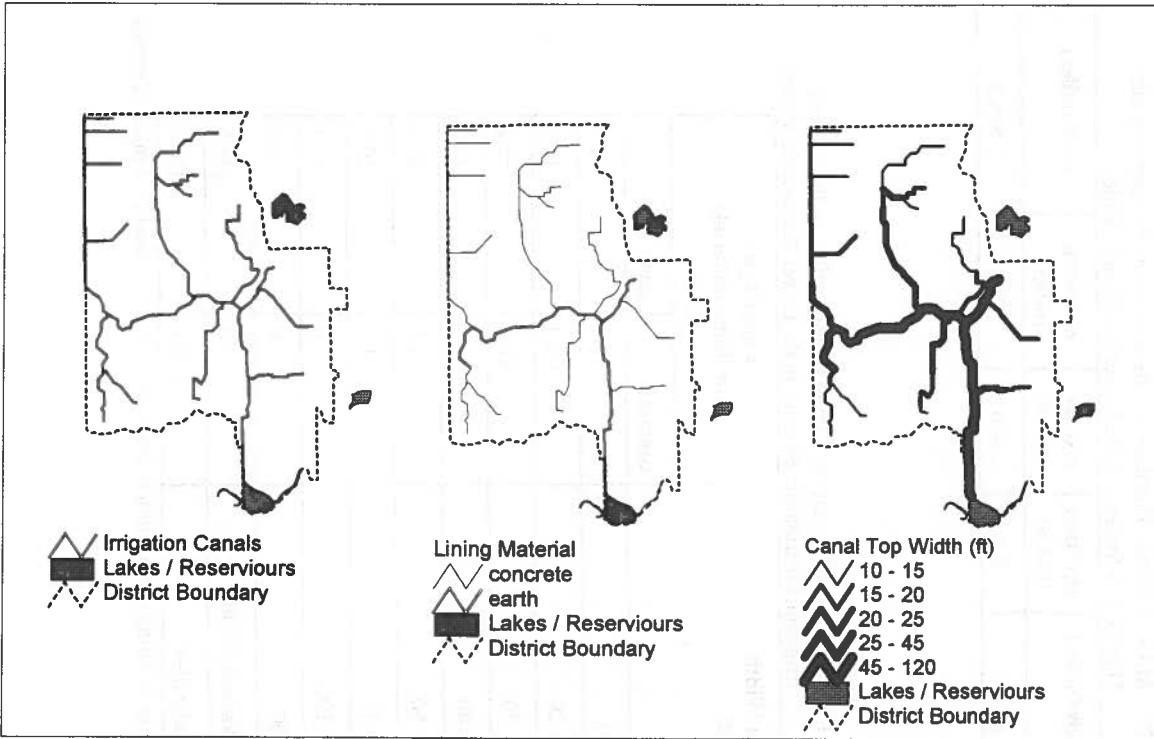 Irrigation Canals
Lakes / Reserviours
District Boundary
Lining Material
concrete
earth
Lakes / Reserviours
District Boundary
Canal Top Width (ft)
10 - 15
15 - 20
20 - 25
25 - 45
45 - 120
Lakes / Reserviours
District Boundary